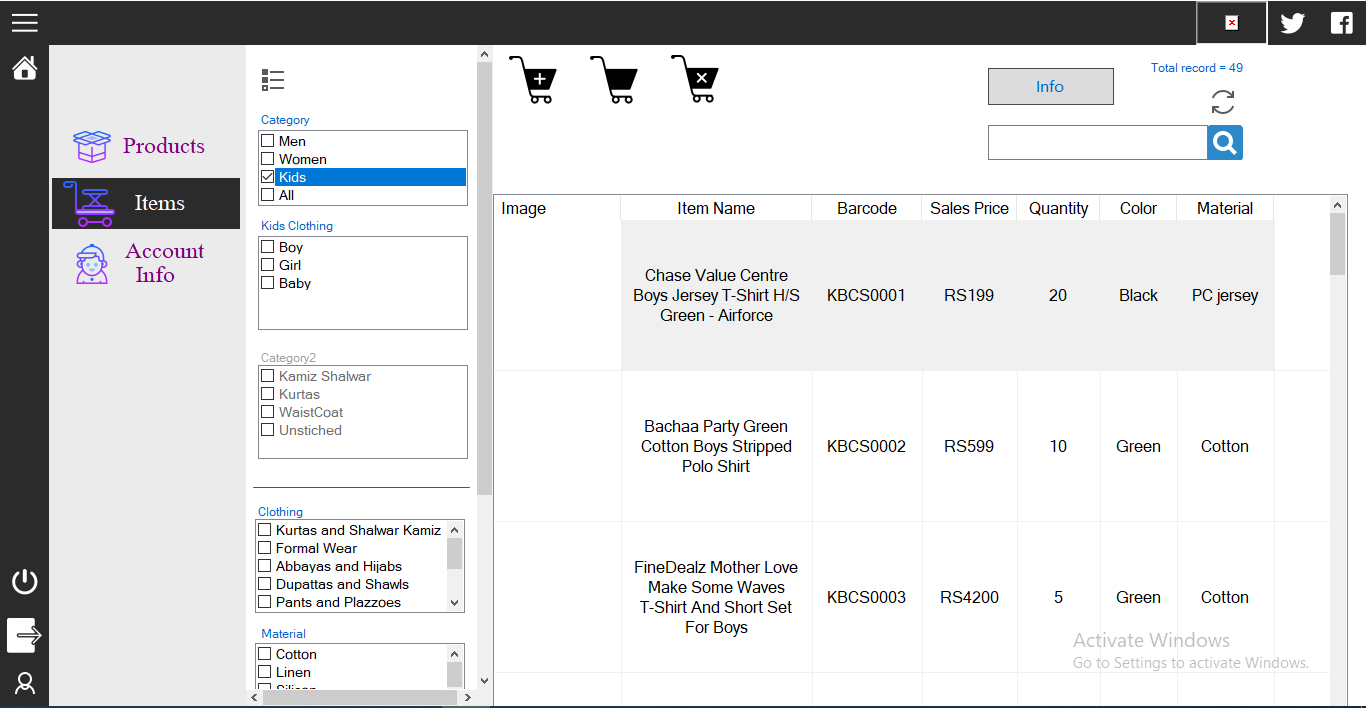 Total record = 49
Info
Products
Items
Account
Info
Category
Men
Women
Kids
All
Kids Clothing
Boy
Girl
Baby
Category2
Kamiz Shalwar
Kurtas
WaistCoat
Unstiched
Clothing
Kurtas and Shalwar Kamiz
Formal Wear
Abbayas and Hijabs
Dupattas and Shawls
Pants and Plazzoes
Material
Cotton
Linen
Image Item Name Barcode Sales Price Quantity Color Material
Chase Value Centre
Boys Jersey T-Shirt H/S KBCS0001 RS199 20 Black PC jersey
Green - Airforce
Bachaa Party Green
Cotton Boys Stripped KBCS0002 RS599 10 Green Cotton
Polo Shirt
FineDealz Mother Love
Make Some Waves
T-Shirt And Short Set KBCS0003 RS4200 5 Green Cotton
For Boys
Activate Windows
Go to Settings to activate Windows.